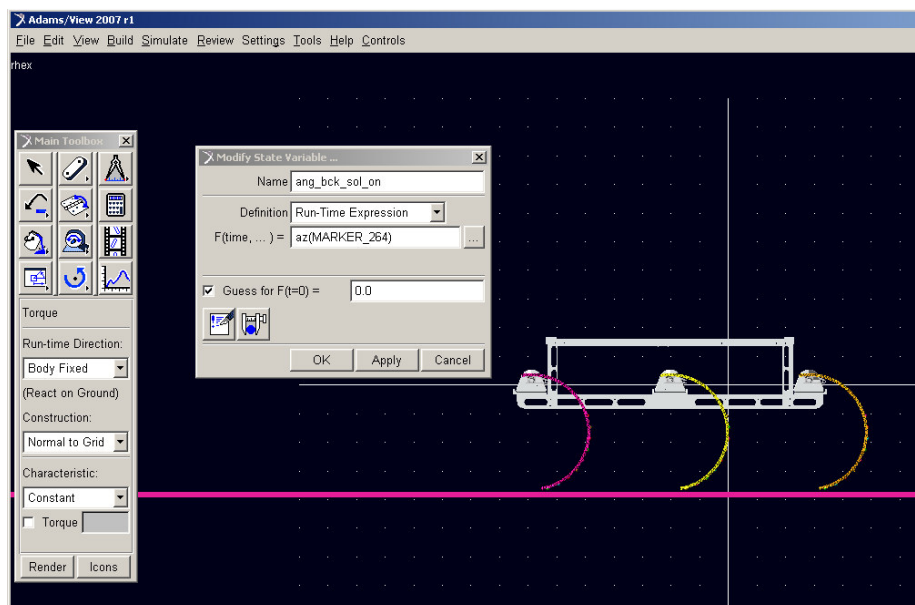 Adams/View 2007 r1
File Edit View Build Simulate Review Settings Tools Help Controls
rhex
Main Toolbox
Torque
Run-time Direction:
Body Fixed
(React on Ground)
Construction:
Normal to Grid
Characteristic:
Constant
Torque
Render Icons
Modify State Variable ...
Name ang_bck_sol_on
Definition Run-Time Expression
F(time, ... ) = az(MARKER_264) ...
Guess for F(t=0) = 0.0
OK Apply Cancel